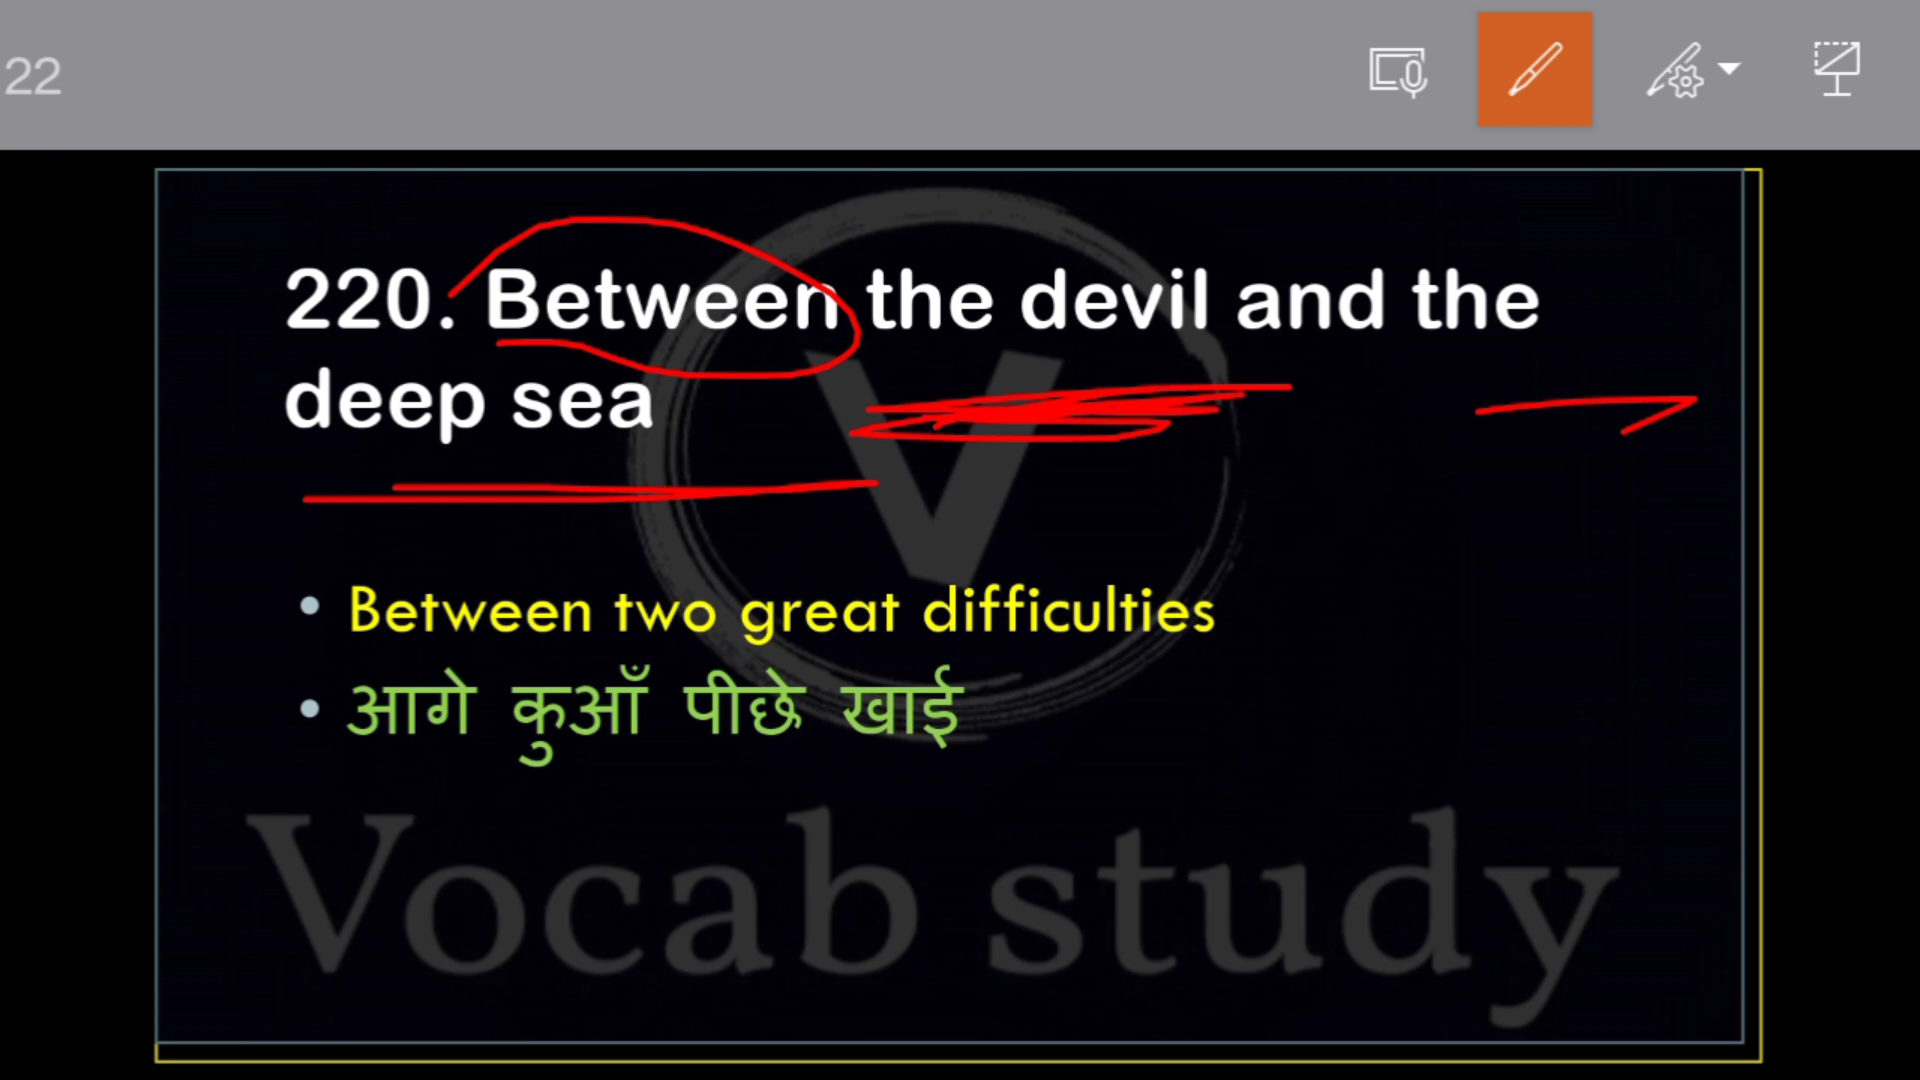 22
220. Between the devil and the
deep sea
• Between two great difficulties
• आगे कुआँ पीछे खाई
V
Vocab study